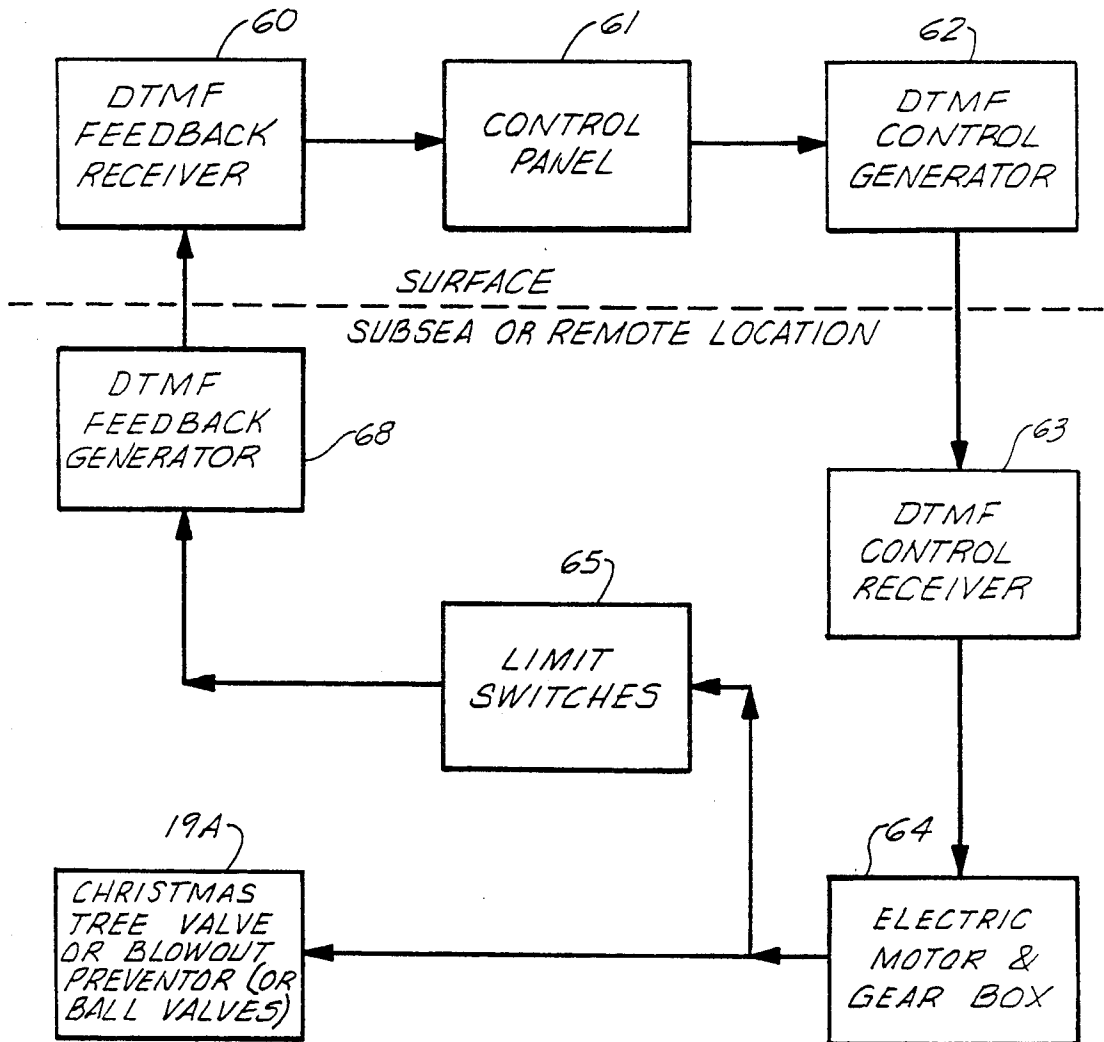 60
61
62
DTMF
FEEDBACK
RECEIVER
CONTROL
PANEL
DTMF
CONTROL
GENERATOR
SURFACE
SUBSEA OR REMOTE LOCATION
DTMF
FEEDBACK
GENERATOR
68
63
DTMF
CONTROL
RECEIVER
65
LIMIT
SWITCHES
19A
CHRISTMAS
TREE VALVE
OR BLOWOUT
PREVENTOR (OR
BALL VALVES)
64
ELECTRIC
MOTOR &
GEAR BOX